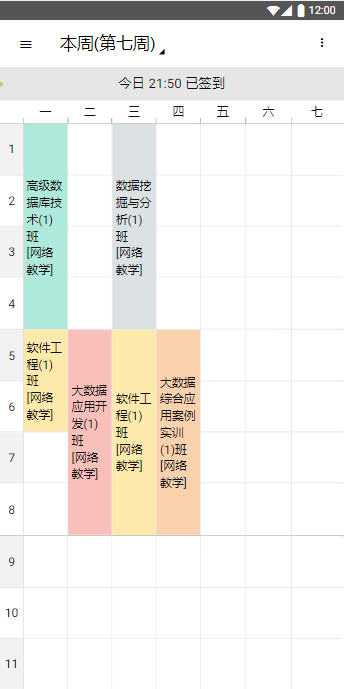 12:00
本周(第七周)
今日 21:50 已签到
一 二 三 四 五 六 七
1
2
3
4
5
6
7
8
9
10
11
高级数
据库技
术(1)
班
[网络
教学]
数据挖
掘与分
析(1)
班
[网络
教学]
软件工
程(1)
班
[网络
教学]
大数据
应用开
发(1)
班
[网络
教学]
软件工
程(1)
班
[网络
教学]
大数据
综合应
用案例
实训
(1)班
[网络
教学]